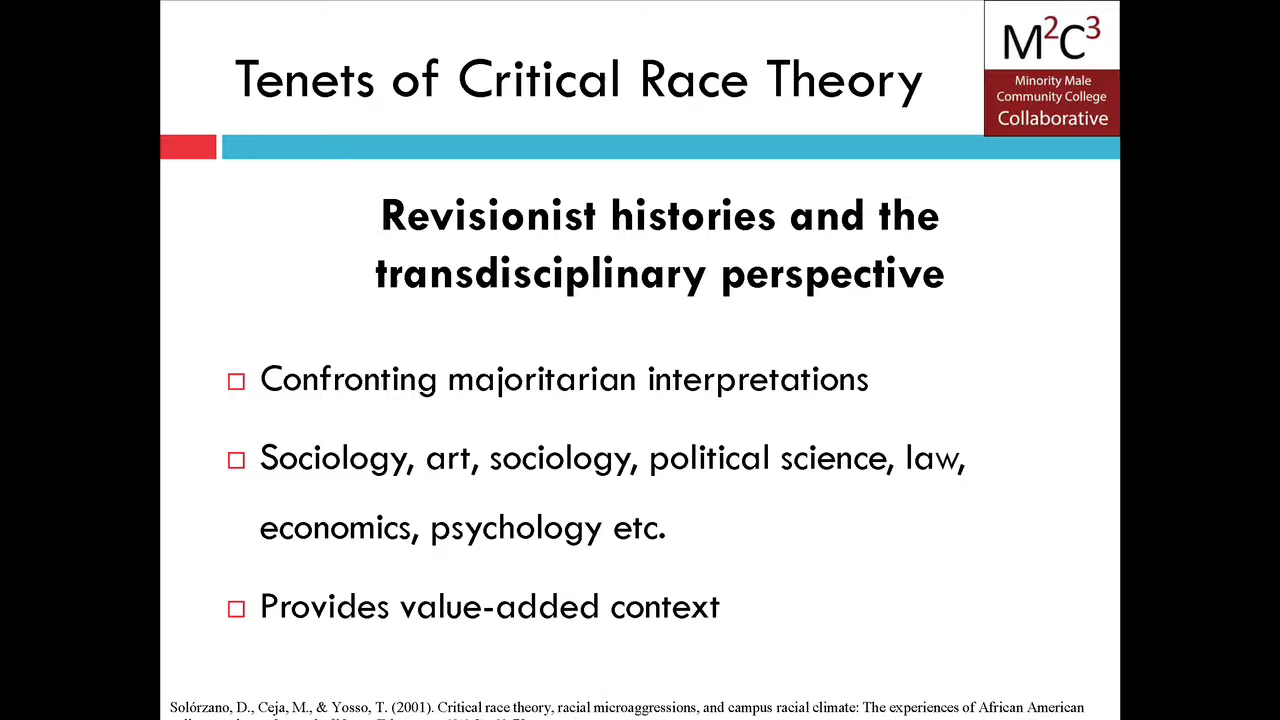 Tenets of Critical Race Theory
M²C³
Minority Male
Community College
Collaborative
Revisionist histories and the
transdisciplinary perspective
Confronting majoritarian interpretations
Sociology, art, sociology, political science, law,
economics, psychology etc.
Provides value-added context
Solórzano, D., Ceja, M., & Yosso, T. (2001). Critical race theory, racial microaggressions, and campus racial climate: The experiences of African American